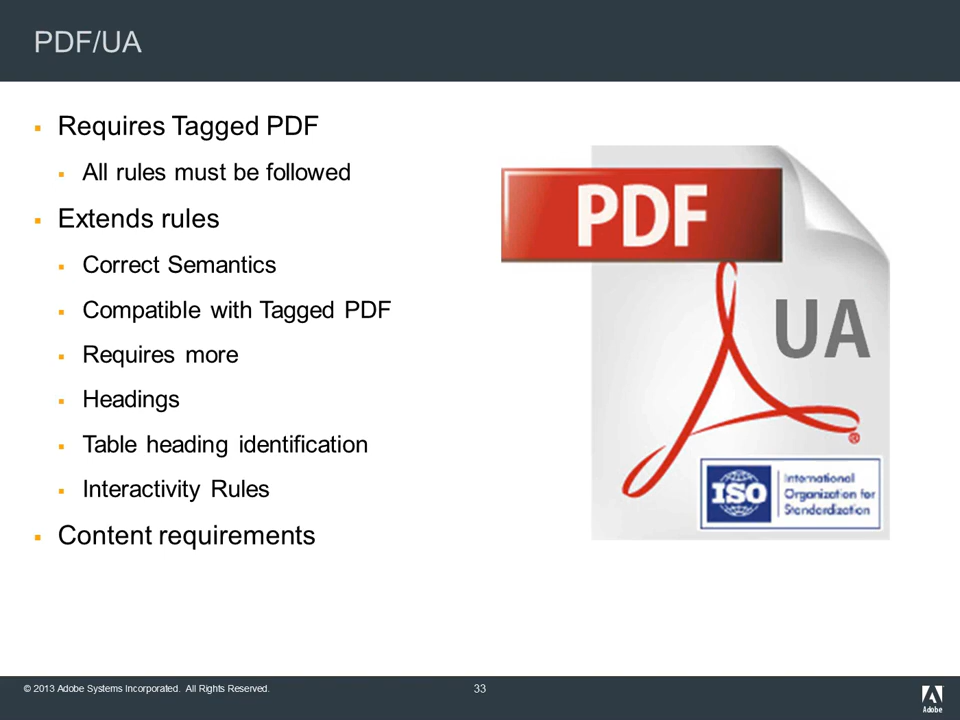 PDF/UA
Requires Tagged PDF
All rules must be followed
Extends rules
Correct Semantics
Compatible with Tagged PDF
Requires more
Headings
Table heading identification
Interactivity Rules
Content requirements
PDF
UA
®
ISO
International
Organization for
Standardization
© 2013 Adobe Systems Incorporated. All Rights Reserved.
33
Adobe